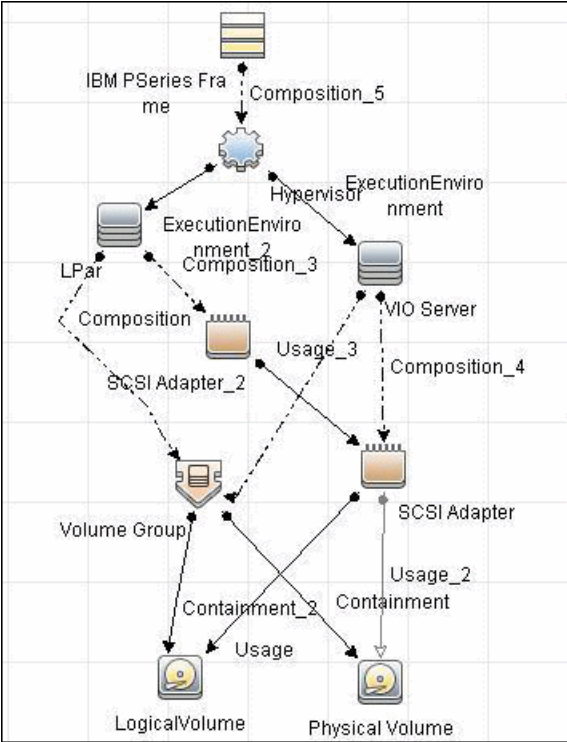 IBM PSeries Fra
me
Composition_5
Hypervisor
ExecutionEnviro
nment
ExecutionEnviro
nment_2
LPar
Composition_3
VIO Server
Composition
Usage_3
Composition_4
SCSI Adapter_2
SCSI Adapter
Volume Group
Usage_2
Containment_2
Containment
Usage
LogicalVolume
Physical Volume